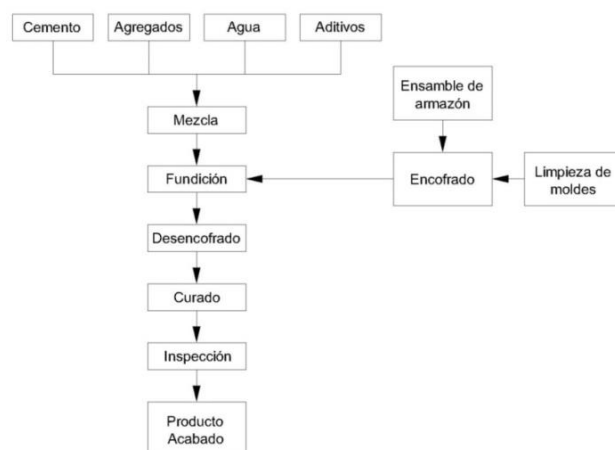 Cemento
Agregados
Agua
Aditivos
Ensamble de
armazón
Mezcla
Fundición
Encofrado
Limpieza de
moldes
Desencofrado
Curado
Inspección
Producto
Acabado